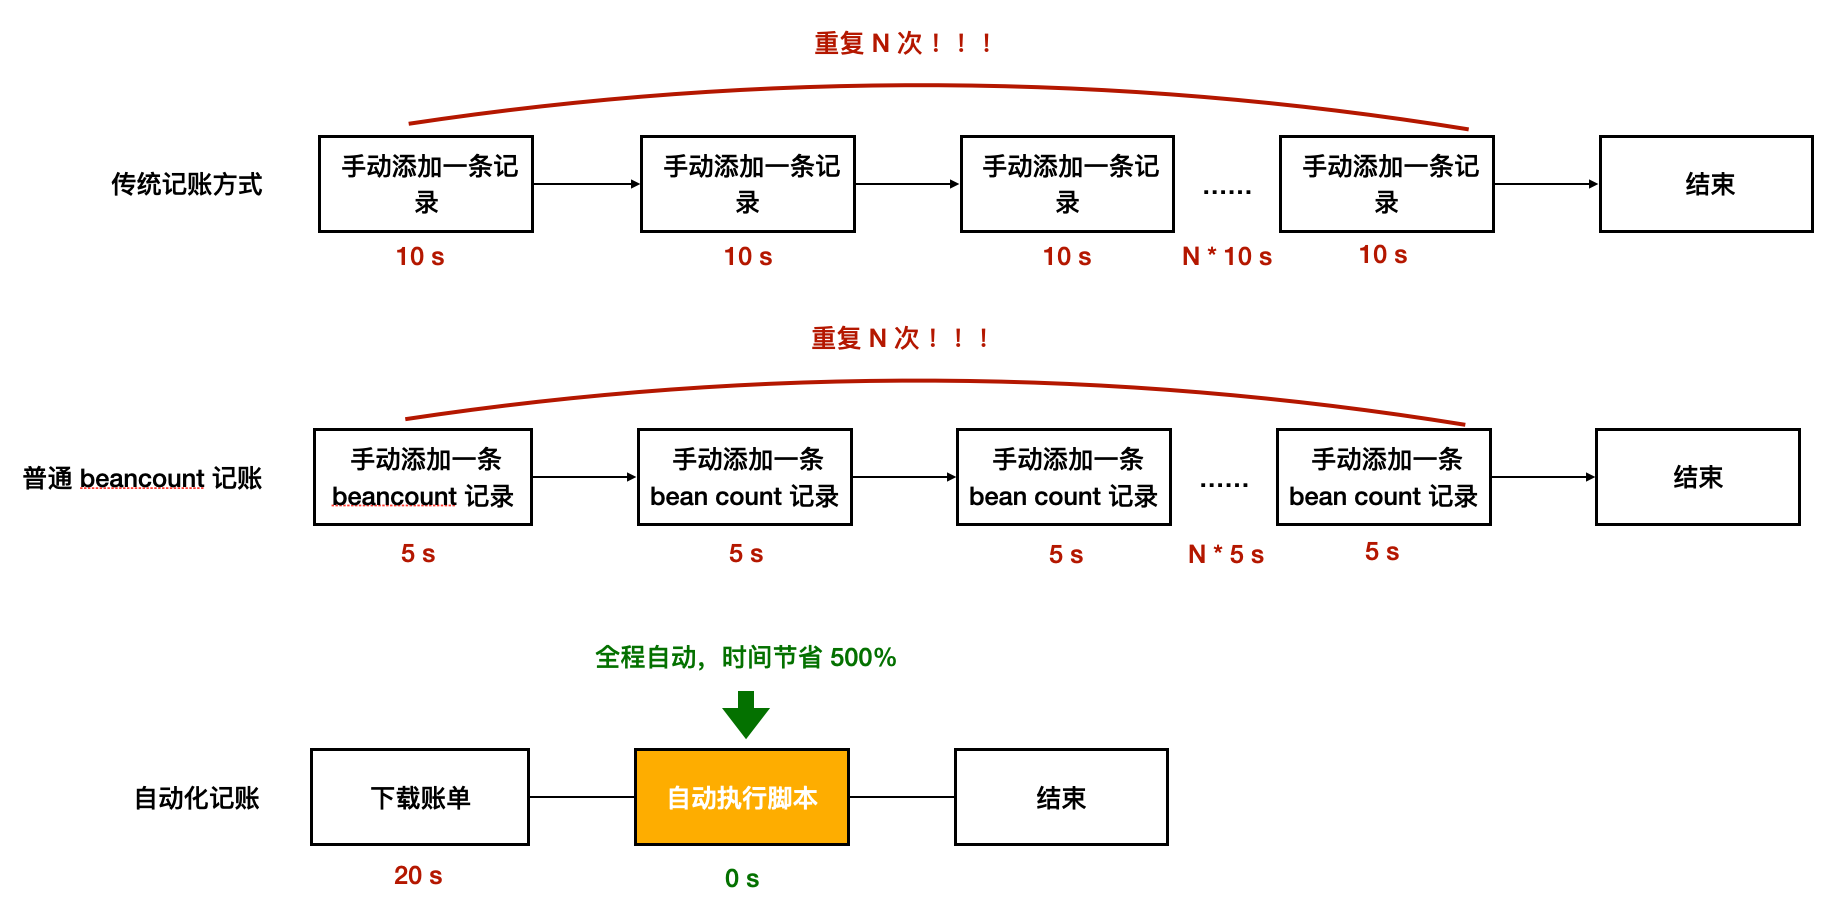 重复 N 次！！！
传统记账方式
手动添加一条记
录
手动添加一条记
录
手动添加一条记
录
······
手动添加一条记
录
结束
10 s
10 s
10 s
N * 10 s
10 s
重复 N 次！！！
普通 beancount 记账
手动添加一条
beancount 记录
手动添加一条
bean count 记录
手动添加一条
bean count 记录
······
手动添加一条
bean count 记录
结束
5 s
5 s
5 s
N * 5 s
5 s
全程自动，时间节省 500%
自动化记账
下载账单
自动执行脚本
结束
20 s
0 s